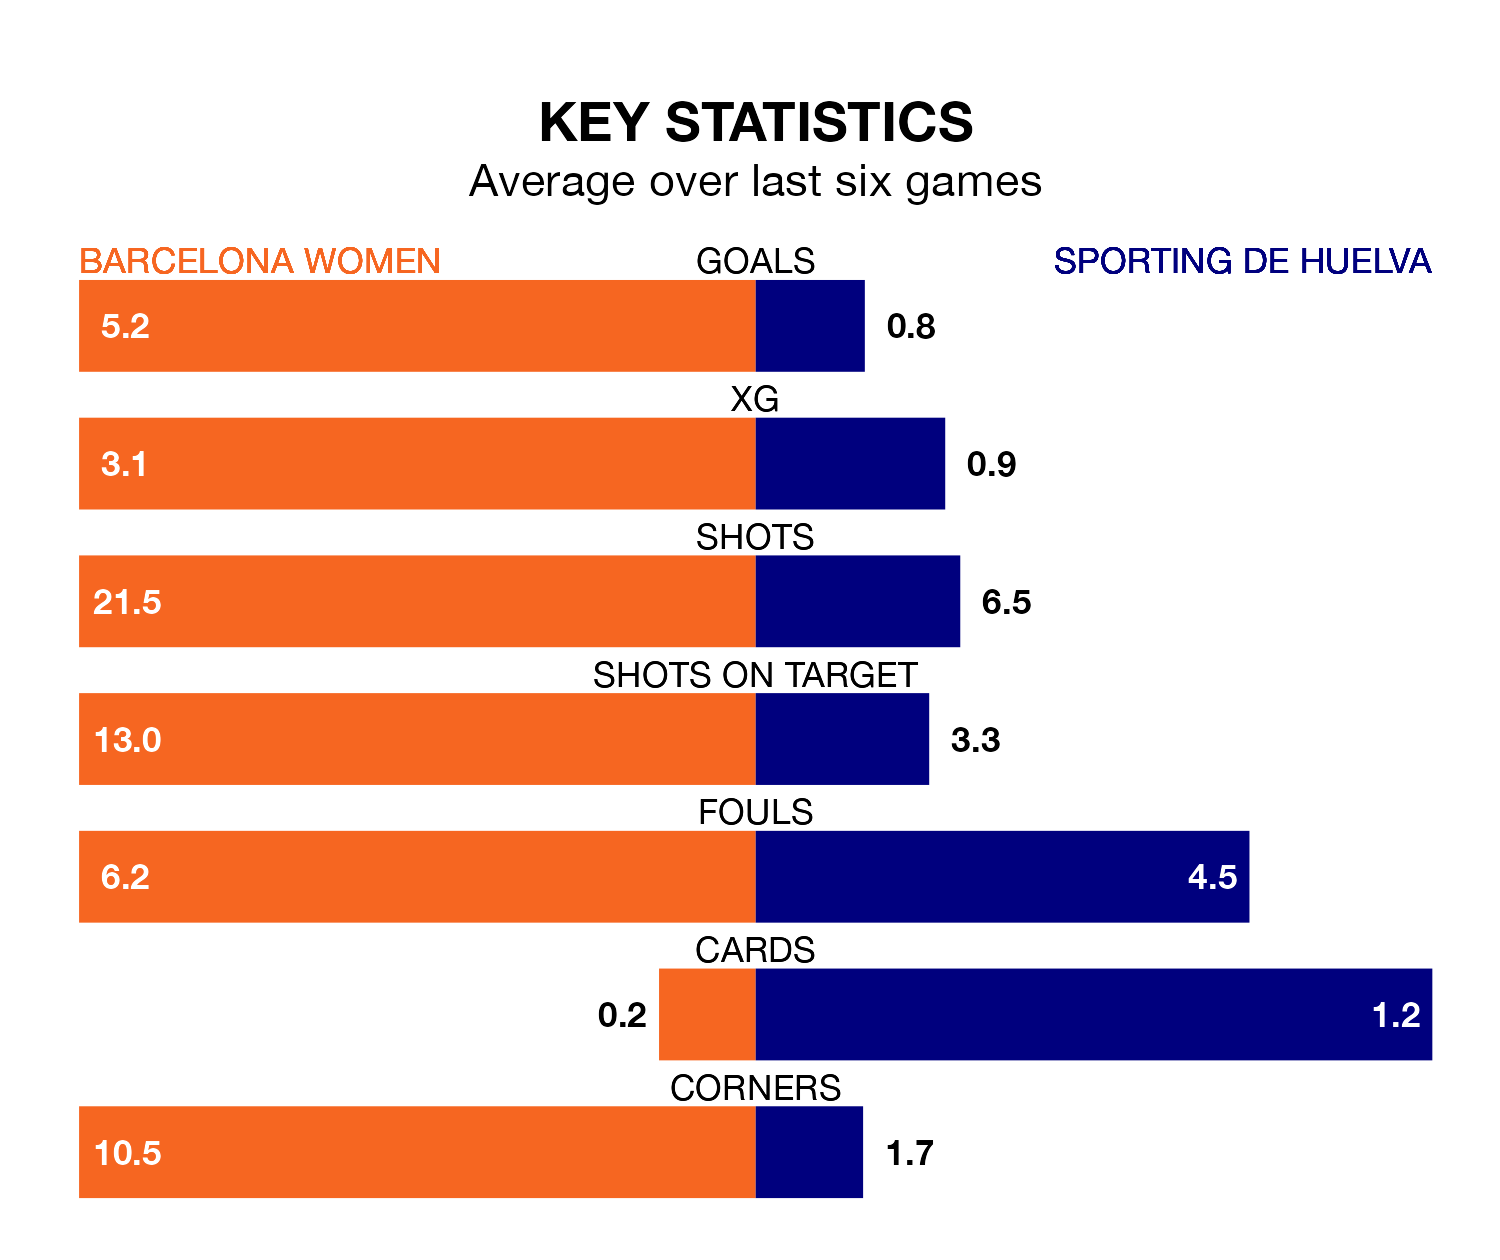 KEY STATISTICS
Average over last six games
BARCELONA WOMEN GOALS SPORTING DE HUELVA
5.2 0.8
XG
3.1 0.9
SHOTS
21.5 6.5
SHOTS ON TARGET
13.0 3.3
FOULS
6.2 4.5
CARDS
0.2 1.2
CORNERS
10.5 1.7